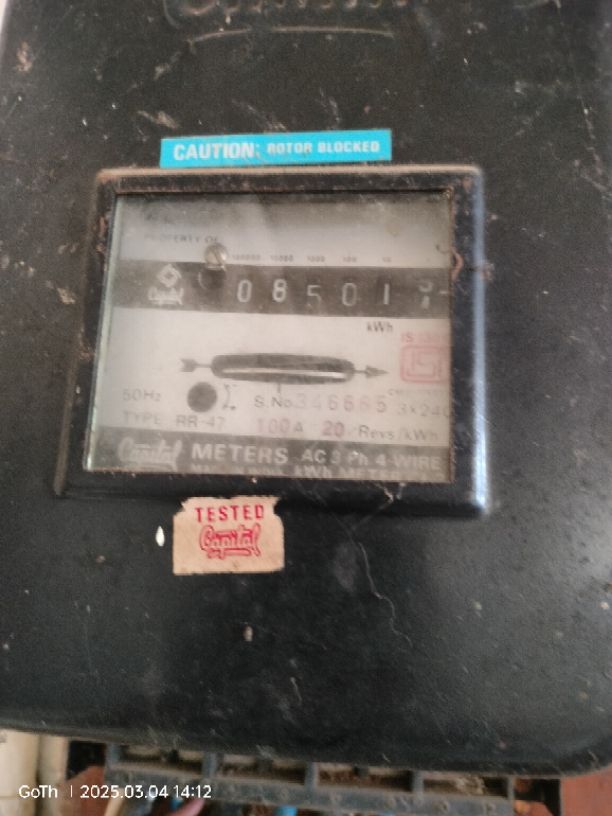 CAUTION: ROTOR BLOCKED
PROPERTY OF
100000 10000 1000 100 10
Capital 0 8 5 0 1
kWh
50Hz S.No. 346665 3x240
TYPE RR-47 100A 20 Revs/kWh
Capital METERS AC 3 Ph 4-WIRE
kWh METER
TESTED
Capital
GoTh | 2025.03.04 14:12